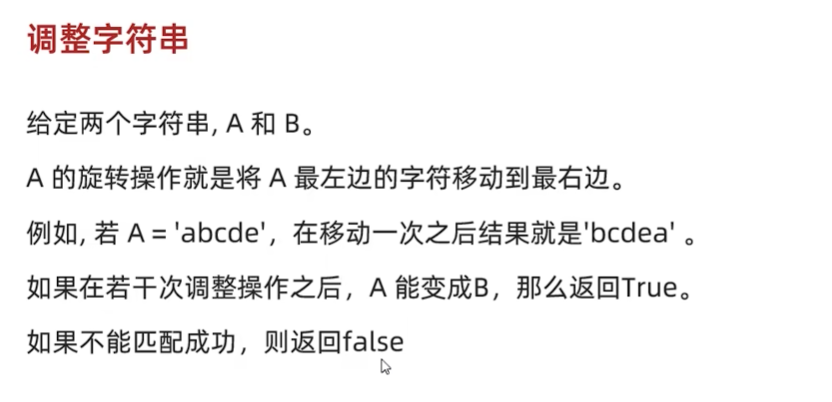 调整字符串
给定两个字符串, A 和 B。
A 的旋转操作就是将 A 最左边的字符移动到最右边。
例如, 若 A = 'abcde'，在移动一次之后结果就是'bcdea' 。
如果在若干次调整操作之后，A 能变成B，那么返回True。
如果不能匹配成功，则返回false